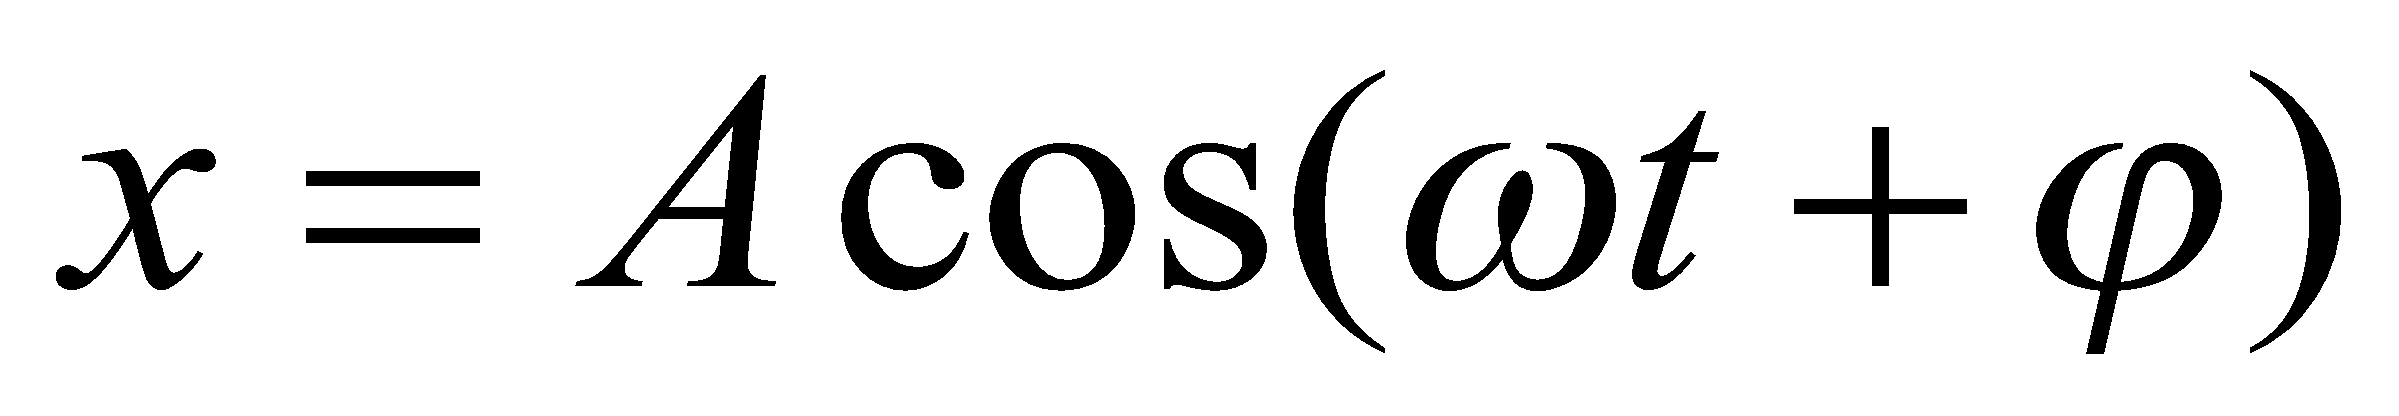 x = A cos(ωt + φ)